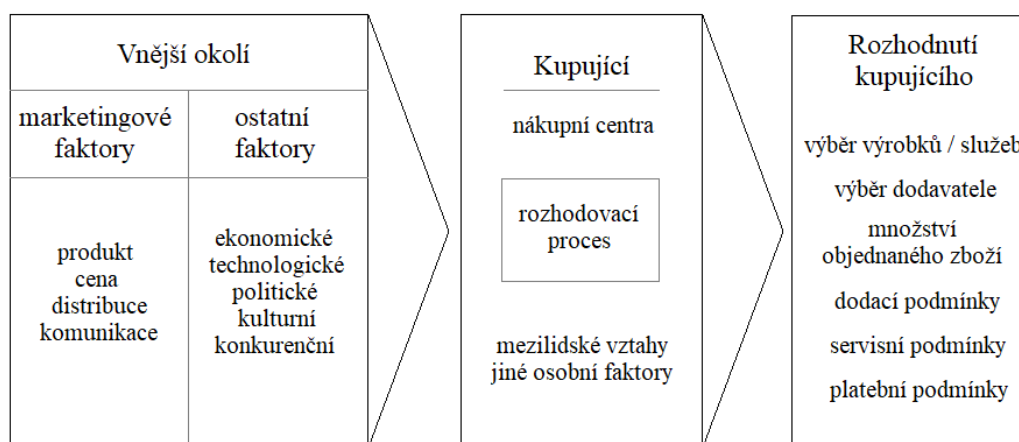 Vnější okolí
marketingové
faktory
ostatní
faktory
produkt
cena
distribuce
komunikace
ekonomické
technologické
politické
kulturní
konkurenční
Kupující
nákupní centra
rozhodovací
proces
mezilidské vztahy
jiné osobní faktory
Rozhodnutí
kupujícího
výběr výrobků / služeb
výběr dodavatele
množství
objednaného zboží
dodací podmínky
servisní podmínky
platební podmínky